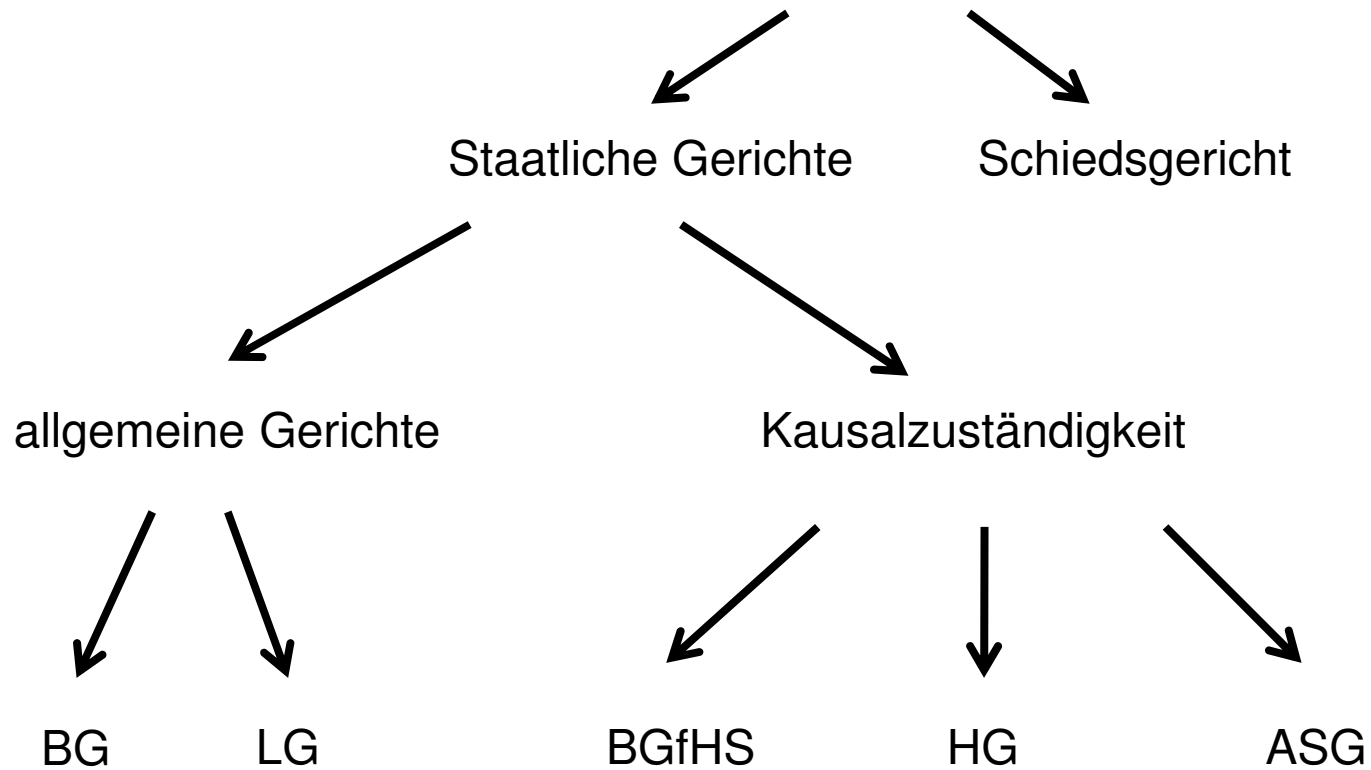 Staatliche Gerichte Schiedsgericht
allgemeine Gerichte Kausalzuständigkeit
BG LG BGfHS HG ASG